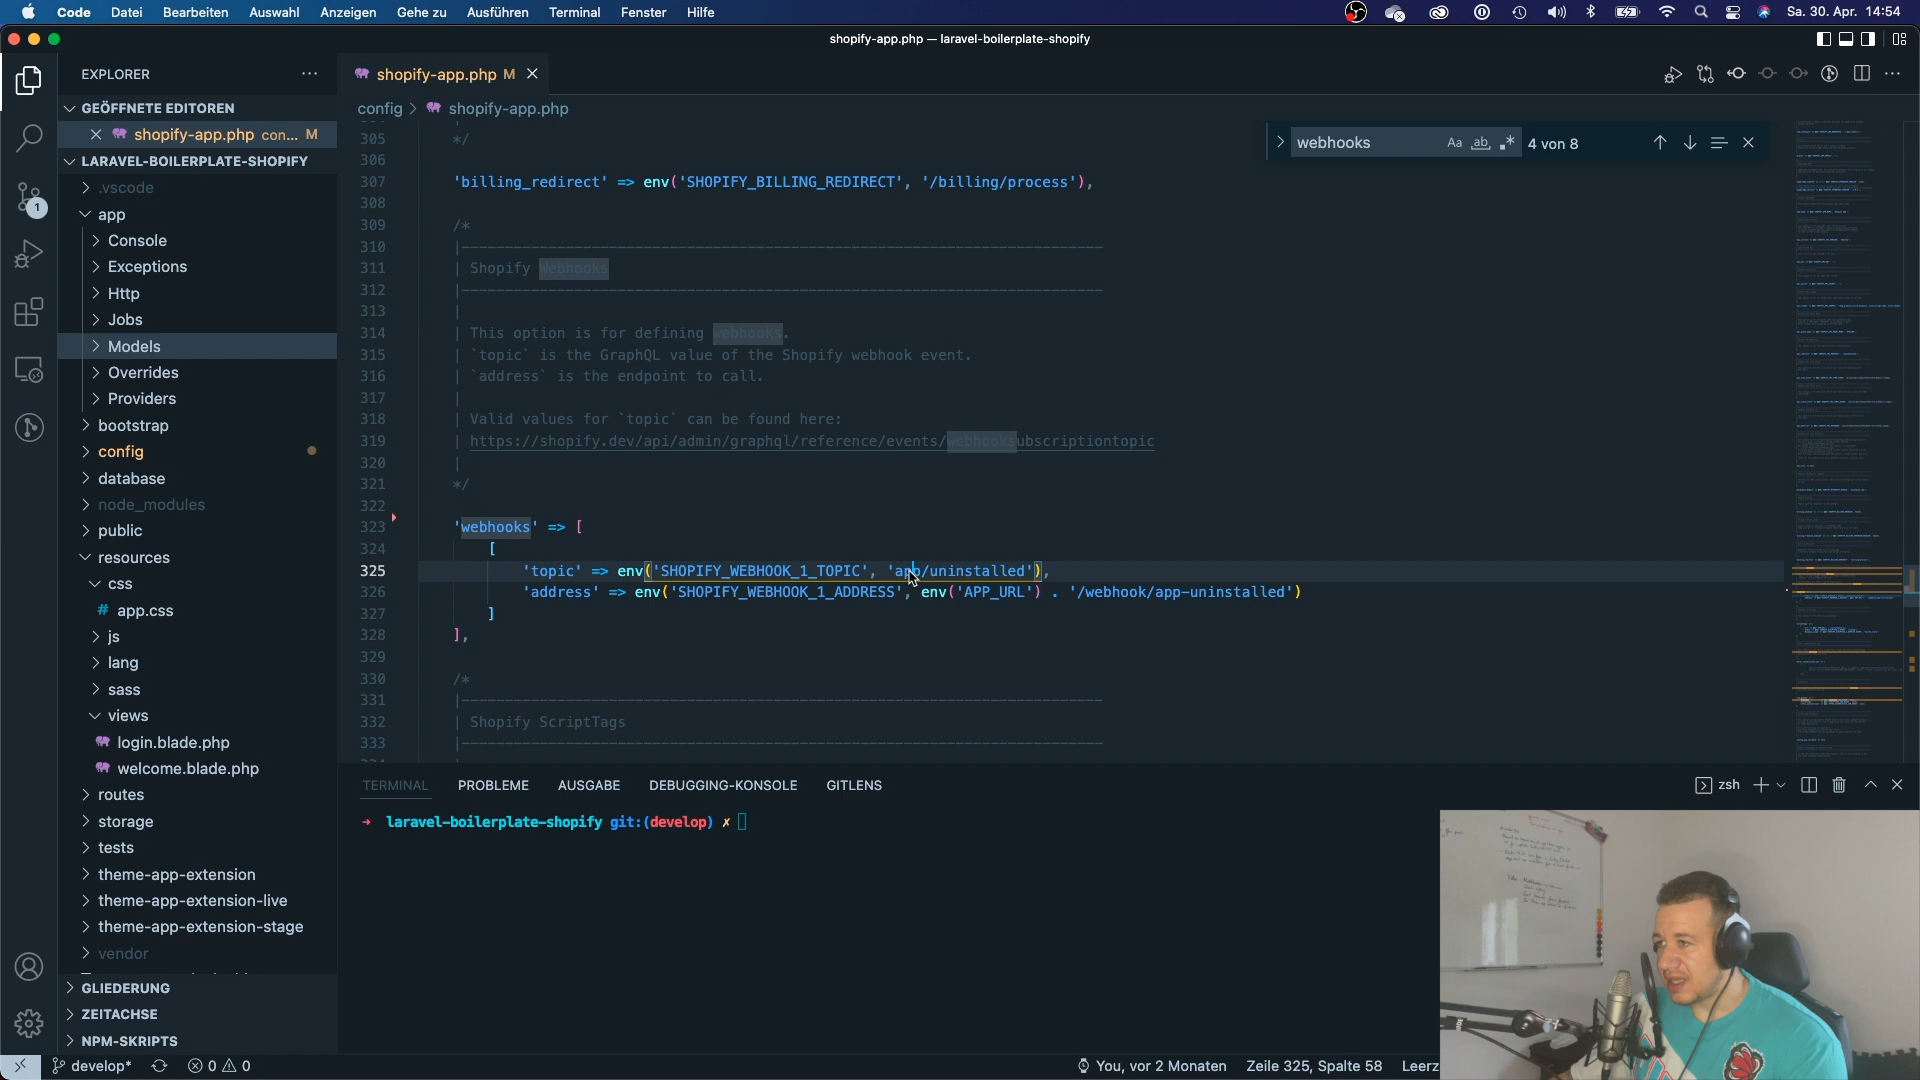 Code Datei Bearbeiten Auswahl Anzeigen Gehe zu Ausführen Terminal Fenster Hilfe
Sa. 30. Apr. 14:54
shopify-app.php — laravel-boilerplate-shopify
EXPLORER
GEÖFFNETE EDITOREN
shopify-app.php con... M
LARAVEL-BOILERPLATE-SHOPIFY
.vscode
app
Console
Exceptions
Http
Jobs
Models
Overrides
Providers
bootstrap
config
database
node_modules
public
resources
css
# app.css
js
lang
sass
views
login.blade.php
welcome.blade.php
routes
storage
tests
theme-app-extension
theme-app-extension-live
theme-app-extension-stage
vendor
GLIEDERUNG
ZEITACHSE
NPM-SKRIPTS
shopify-app.php M
config > shopify-app.php
webhooks Aa ab 4 von 8
305 */
306
307 'billing_redirect' => env('SHOPIFY_BILLING_REDIRECT', '/billing/process'),
308
309 /*
310 |
311 | Shopify Webhooks
312 |
313 |
314 | This option is for defining webhooks.
315 | `topic` is the GraphQL value of the Shopify webhook event.
316 | `address` is the endpoint to call.
317 |
318 | Valid values for `topic` can be found here:
319 | https://shopify.dev/api/admin/graphql/reference/events/webhooksubscriptiontopic
320 |
321 */
322
323 'webhooks' => [
324 [
325 'topic' => env('SHOPIFY_WEBHOOK_1_TOPIC', 'app/uninstalled'),
326 'address' => env('SHOPIFY_WEBHOOK_1_ADDRESS', env('APP_URL') . '/webhook/app-uninstalled')
327 ]
328 ],
329
330 /*
331 |
332 | Shopify ScriptTags
333 |
TERMINAL PROBLEME AUSGABE DEBUGGING-KONSOLE GITLENS
zsh
➜ laravel-boilerplate-shopify git:(develop) ✗
develop* 0 0
You, vor 2 Monaten Zeile 325, Spalte 58 Leerz
1